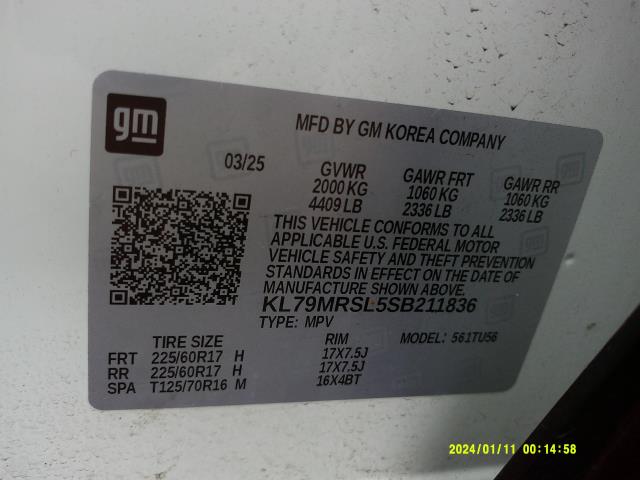 gm
MFD BY GM KOREA COMPANY
03/25 GVWR GAWR FRT GAWR RR
2000 KG 1060 KG 1060 KG
4409 LB 2336 LB 2336 LB
THIS VEHICLE CONFORMS TO ALL
APPLICABLE U.S. FEDERAL MOTOR
VEHICLE SAFETY AND THEFT PREVENTION
STANDARDS IN EFFECT ON THE DATE OF
MANUFACTURE SHOWN ABOVE.
KL79MRSL5SB211836
TYPE: MPV MODEL: 561TU56
TIRE SIZE RIM
FRT 225/60R17 H 17X7.5J
RR 225/60R17 H 17X7.5J
SPA T125/70R16 M 16X4BT
2024/01/11 00:14:58